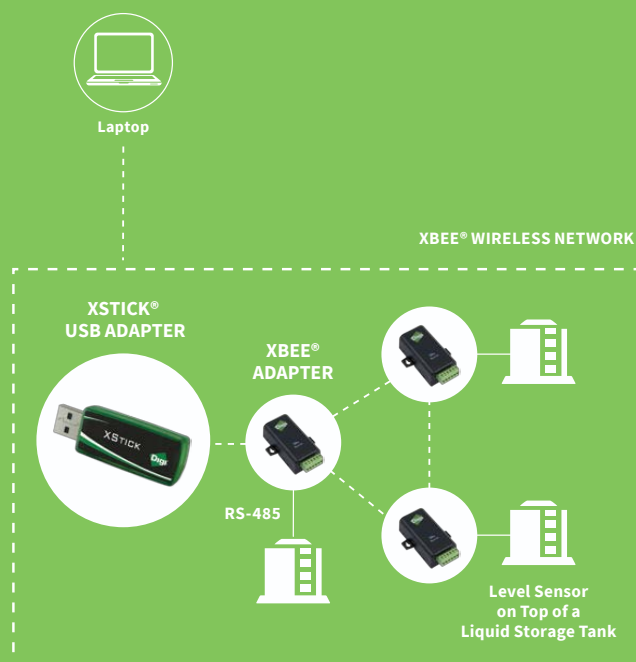 Laptop
XBEE® WIRELESS NETWORK
XSTICK®
USB ADAPTER
XBEE®
ADAPTER
XSTICK
Digi
RS-485
Level Sensor
on Top of a
Liquid Storage Tank